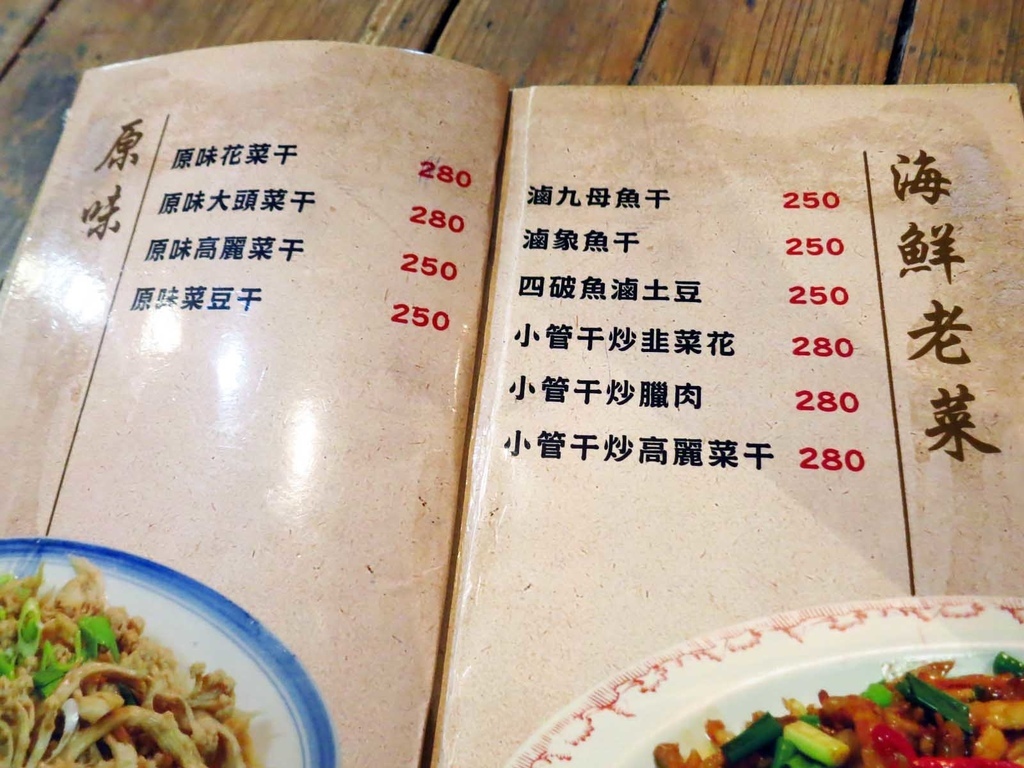 原味
原味花菜干 280
原味大頭菜干 280
原味高麗菜干 250
原味菜豆干 250
海鮮老菜
滷九母魚干 250
滷象魚干 250
四破魚滷土豆 250
小管干炒韭菜花 280
小管干炒臘肉 280
小管干炒高麗菜干 280